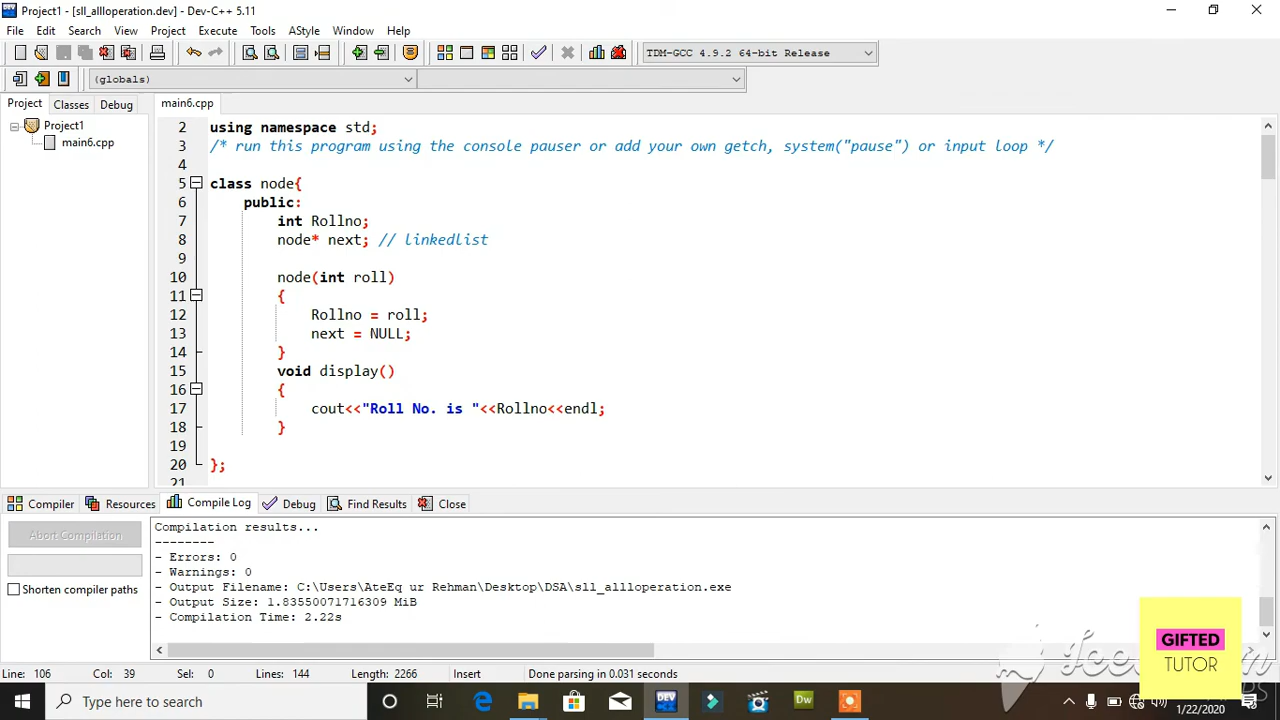 Project1 - [sll_allloperation.dev] - Dev-C++ 5.11
File Edit Search View Project Execute Tools AStyle Window Help
TDM-GCC 4.9.2 64-bit Release
(globals)
Project Classes Debug
main6.cpp
Project1
main6.cpp
2 using namespace std;
3 /* run this program using the console pauser or add your own getch, system("pause") or input loop */
4
5 class node{
6 public:
7 int Rollno;
8 node* next; // linkedlist
9
10 node(int roll)
11 {
12 Rollno = roll;
13 next = NULL;
14 }
15 void display()
16 {
17 cout<<"Roll No. is "<<Rollno<<endl;
18 }
19
20 };
21
Compiler Resources Compile Log Debug Find Results Close
Abort Compilation
Shorten compiler paths
Compilation results...
--------
- Errors: 0
- Warnings: 0
- Output Filename: C:\Users\AteEq ur Rehman\Desktop\DSA\sll_allloperation.exe
- Output Size: 1.83550071716309 MiB
- Compilation Time: 2.22s
Line: 106 Col: 39 Sel: 0 Lines: 144 Length: 2266 Insert Done parsing in 0.031 seconds
GIFTED
TUTOR
Type here to search
DEV
Dw
1/22/2020